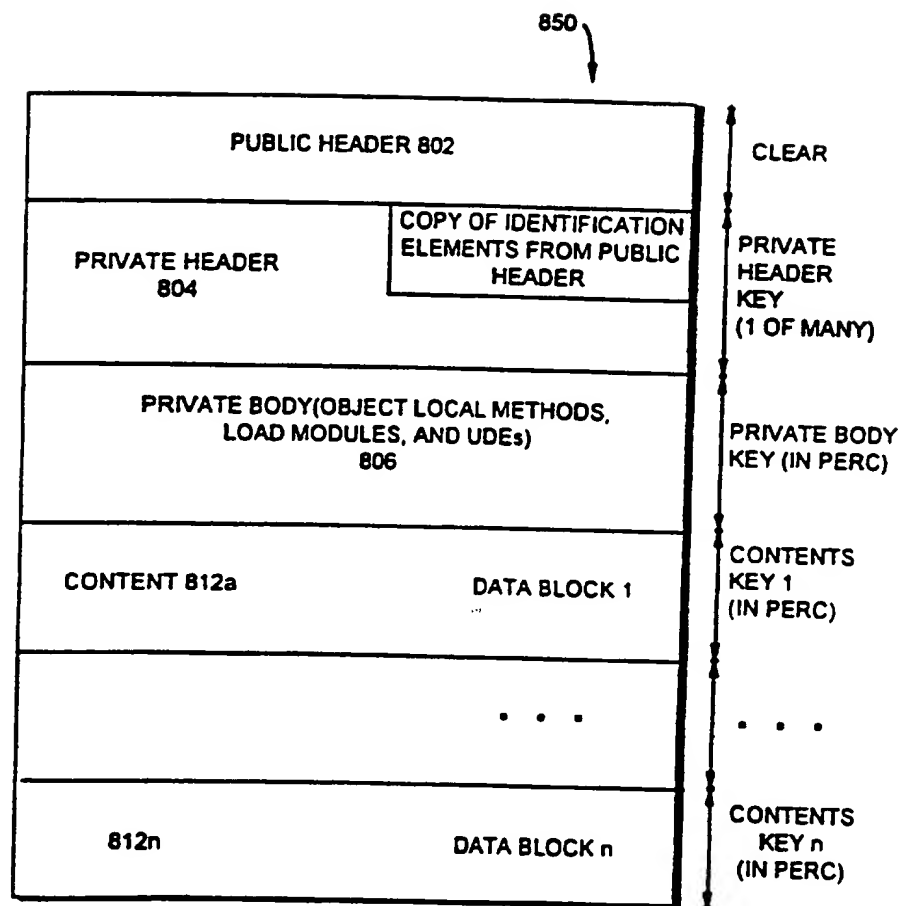 850
PUBLIC HEADER 802
CLEAR
PRIVATE HEADER
804
COPY OF IDENTIFICATION
ELEMENTS FROM PUBLIC
HEADER
PRIVATE
HEADER
KEY
(1 OF MANY)
PRIVATE BODY(OBJECT LOCAL METHODS,
LOAD MODULES, AND UDEs)
806
PRIVATE BODY
KEY (IN PERC)
CONTENT 812a
DATA BLOCK 1
CONTENTS
KEY 1
(IN PERC)
. . .
. . .
812n
DATA BLOCK n
CONTENTS
KEY n
(IN PERC)